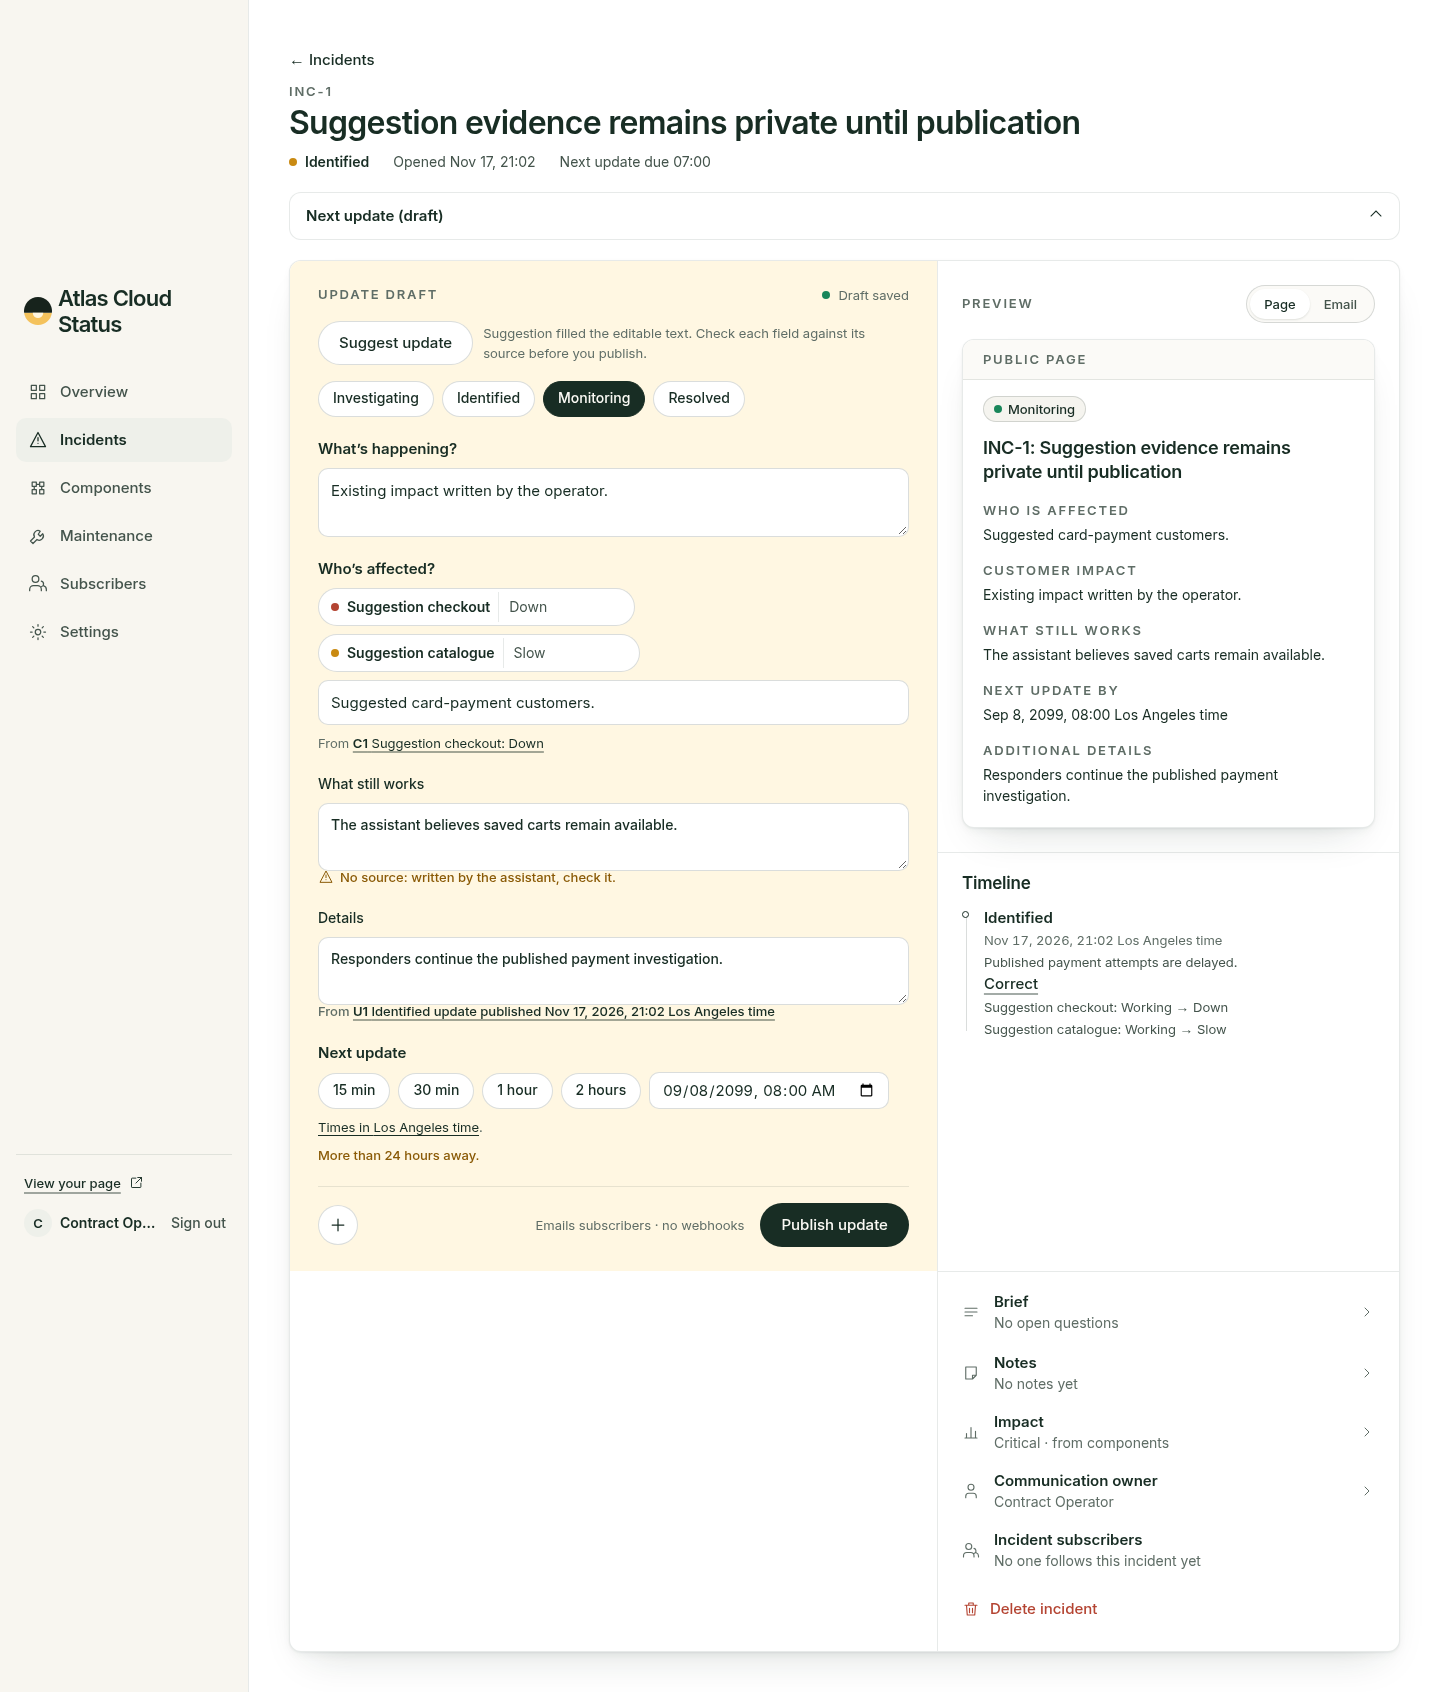 Atlas Cloud
Status
Overview
Incidents
Components
Maintenance
Subscribers
Settings
View your page
C
Contract Op…
Sign out
← Incidents
INC-1
Suggestion evidence remains private until publication
Identified
Opened Nov 17, 21:02
Next update due 07:00
Next update (draft)
UPDATE DRAFT
Draft saved
Suggest update
Suggestion filled the editable text. Check each field against its
source before you publish.
Investigating
Identified
Monitoring
Resolved
What’s happening?
Existing impact written by the operator.
Who’s affected?
Suggestion checkout
Down
Suggestion catalogue
Slow
Suggested card-payment customers.
From C1 Suggestion checkout: Down
What still works
The assistant believes saved carts remain available.
No source: written by the assistant, check it.
Details
Responders continue the published payment investigation.
From U1 Identified update published Nov 17, 2026, 21:02 Los Angeles time
Next update
15 min
30 min
1 hour
2 hours
09/08/2099, 08:00 AM
Times in Los Angeles time.
More than 24 hours away.
Emails subscribers · no webhooks
Publish update
PREVIEW
Page
Email
PUBLIC PAGE
Monitoring
INC-1: Suggestion evidence remains
private until publication
WHO IS AFFECTED
Suggested card-payment customers.
CUSTOMER IMPACT
Existing impact written by the operator.
WHAT STILL WORKS
The assistant believes saved carts remain available.
NEXT UPDATE BY
Sep 8, 2099, 08:00 Los Angeles time
ADDITIONAL DETAILS
Responders continue the published payment
investigation.
Timeline
Identified
Nov 17, 2026, 21:02 Los Angeles time
Published payment attempts are delayed.
Correct
Suggestion checkout: Working → Down
Suggestion catalogue: Working → Slow
Brief
No open questions
Notes
No notes yet
Impact
Critical · from components
Communication owner
Contract Operator
Incident subscribers
No one follows this incident yet
Delete incident